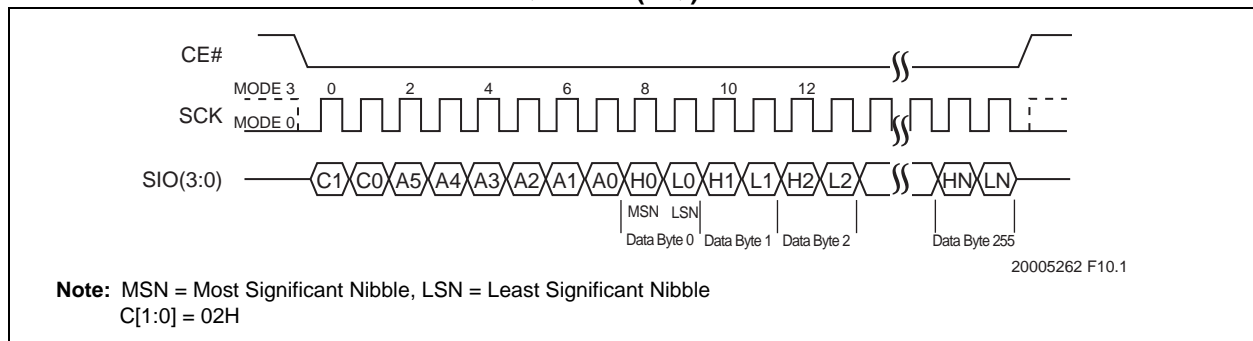 CE#
MODE 3 0 2 4 6 8 10 12
SCK
MODE 0
SIO(3:0) C1 C0 A5 A4 A3 A2 A1 A0 H0 L0 H1 L1 H2 L2 HN LN
MSN LSN
Data Byte 0 Data Byte 1 Data Byte 2 Data Byte 255
20005262 F10.1
Note: MSN = Most Significant Nibble, LSN = Least Significant Nibble
C[1:0] = 02H